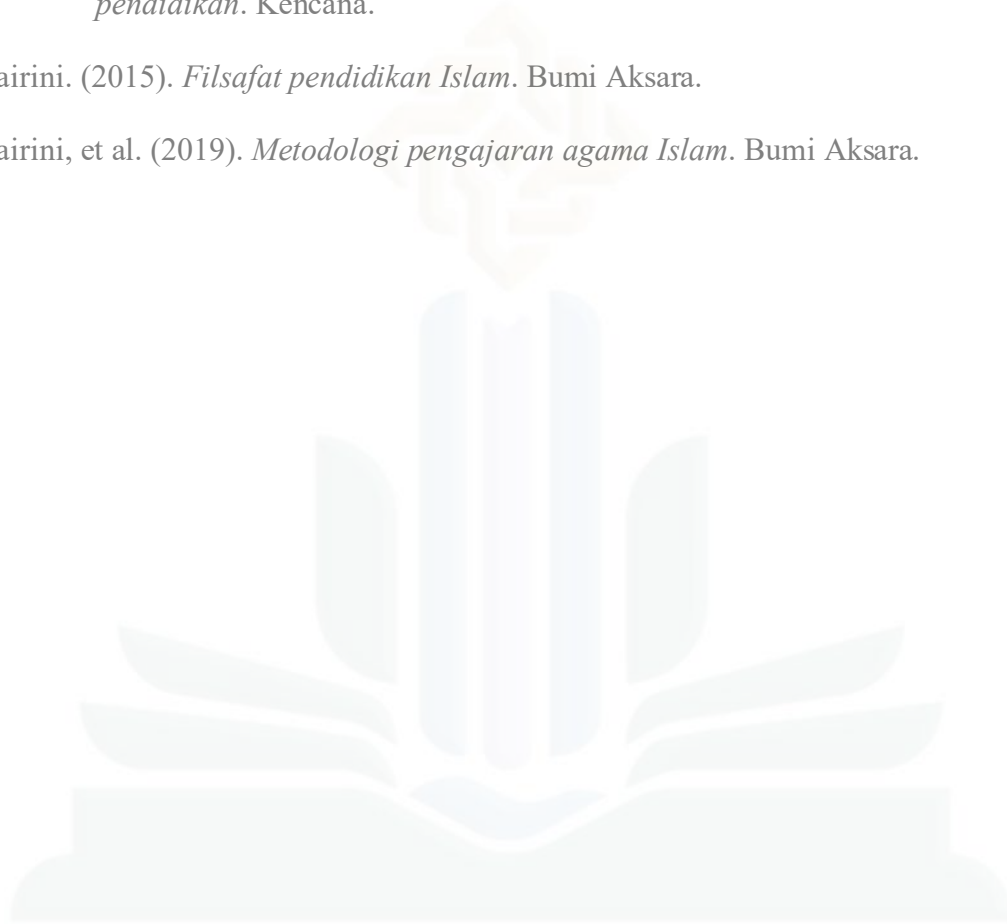 pendidikan. Kencana.
airini. (2015). Filsafat pendidikan Islam. Bumi Aksara.
airini, et al. (2019). Metodologi pengajaran agama Islam. Bumi Aksara.